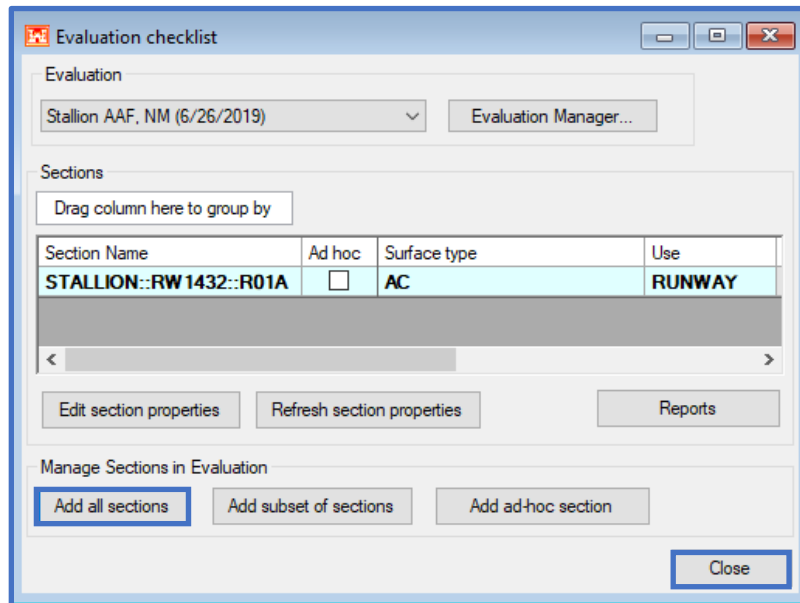 Evaluation checklist
Evaluation
Stallion AAF, NM (6/26/2019) Evaluation Manager...
Sections
Drag column here to group by
Section Name Ad hoc Surface type Use
STALLION::RW1432::R01A AC RUNWAY
Edit section properties Refresh section properties Reports
Manage Sections in Evaluation
Add all sections Add subset of sections Add ad-hoc section
Close